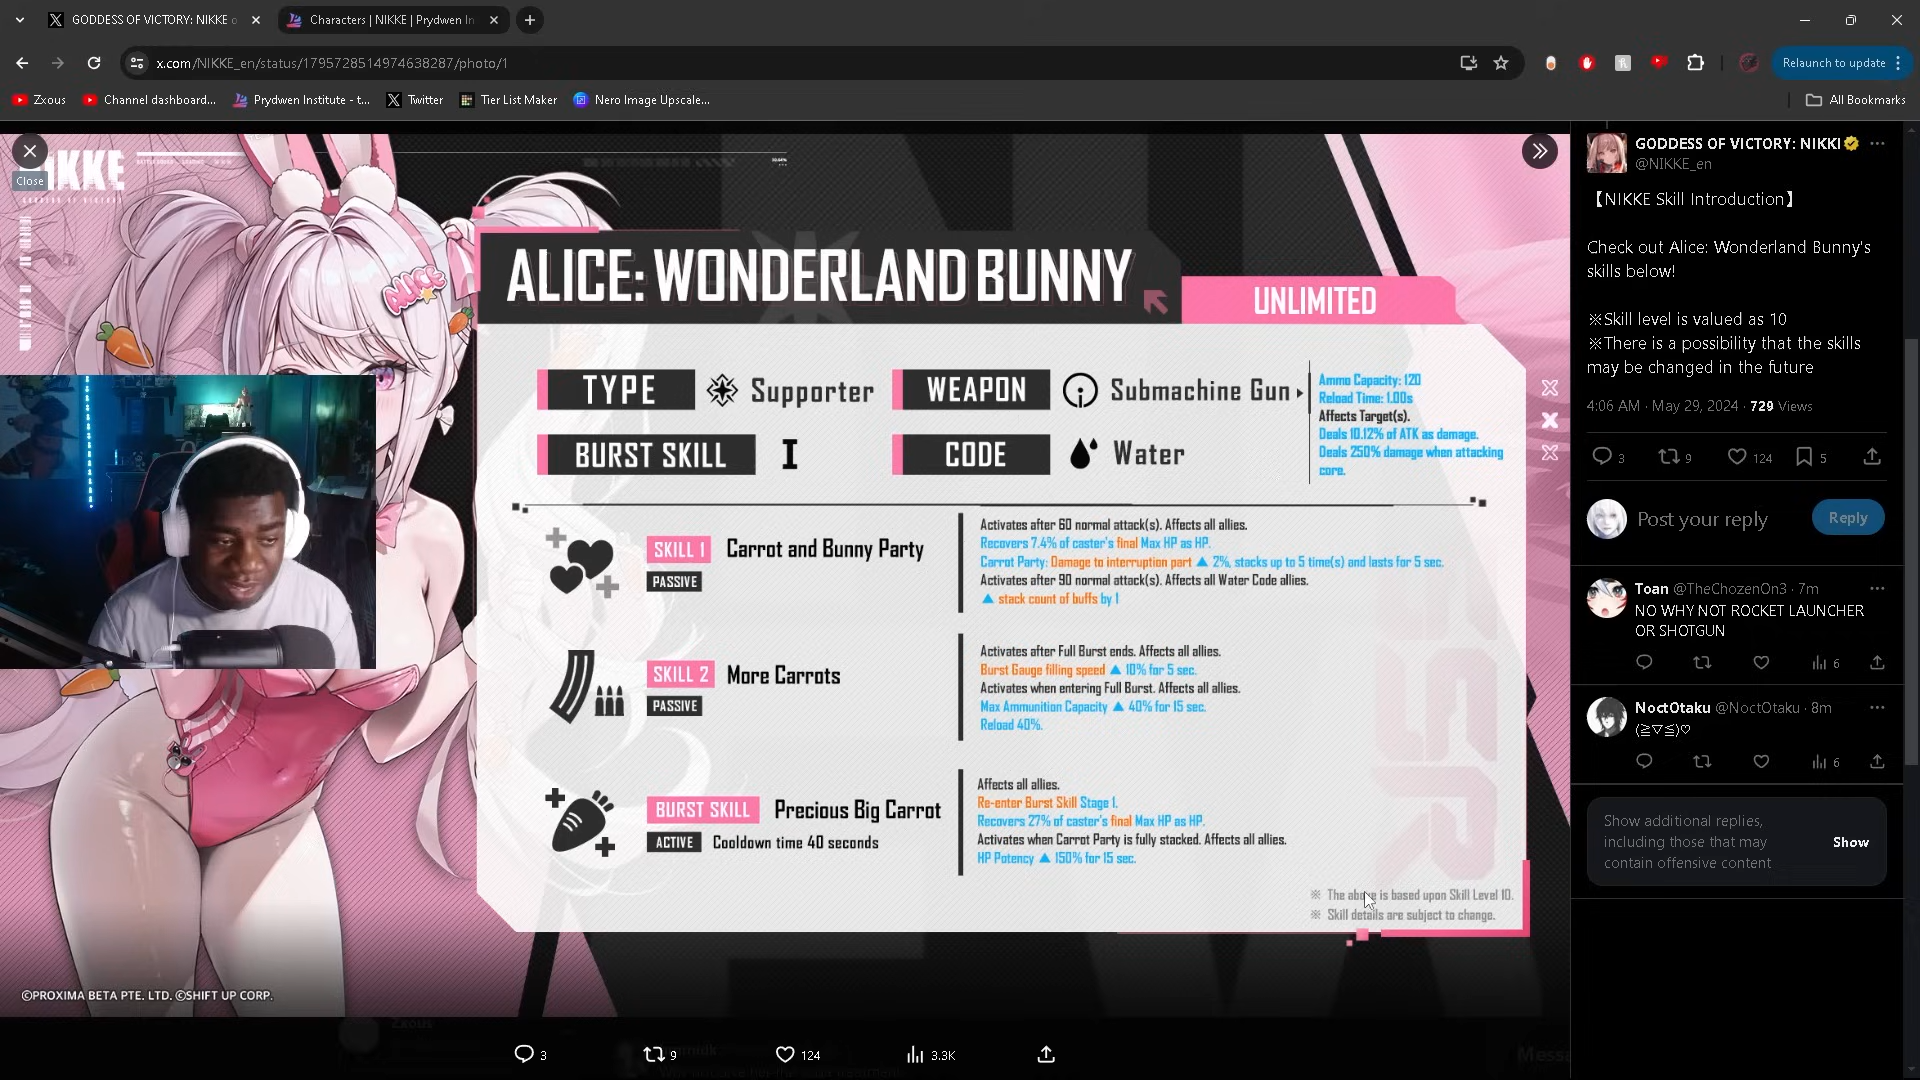 GODDESS OF VICTORY: NIKKE
Characters | NIKKE | Prydwen In
x.com/NIKKE_en/status/1795728514974638287/photo/1
Relaunch to update
Zxous
Channel dashboard...
Prydwen Institute - t...
Twitter
Tier List Maker
Nero Image Upscale...
All Bookmarks
NIKKE
Close
ALICE
ALICE: WONDERLAND BUNNY
UNLIMITED
TYPE
Supporter
WEAPON
Submachine Gun
Ammo Capacity: 120
Reload Time: 1.00s
Affects Target(s).
Deals 10.12% of ATK as damage.
Deals 250% damage when attacking
core.
BURST SKILL
I
CODE
Water
SKILL 1
Carrot and Bunny Party
PASSIVE
Activates after 60 normal attack(s). Affects all allies.
Recovers 7.4% of caster's final Max HP as HP.
Carrot Party: Damage to interruption part ▲ 2%, stacks up to 5 time(s) and lasts for 5 sec.
Activates after 90 normal attack(s). Affects all Water Code allies.
▲ stack count of buffs by 1
SKILL 2
More Carrots
PASSIVE
Activates after Full Burst ends. Affects all allies.
Burst Gauge filling speed ▲ 10% for 5 sec.
Activates when entering Full Burst. Affects all allies.
Max Ammunition Capacity ▲ 40% for 15 sec.
Reload 40%.
BURST SKILL
Precious Big Carrot
ACTIVE
Cooldown time 40 seconds
Affects all allies.
Re-enter Burst Skill Stage 1.
Recovers 27% of caster's final Max HP as HP.
Activates when Carrot Party is fully stacked. Affects all allies.
HP Potency ▲ 150% for 15 sec.
SSR
※ The above is based upon Skill Level 10.
※ Skill details are subject to change.
©PROXIMA BETA PTE. LTD. ©SHIFT UP CORP.
3
9
124
3.3K
GODDESS OF VICTORY: NIKKI
@NIKKE_en
【NIKKE Skill Introduction】
Check out Alice: Wonderland Bunny's
skills below!
※Skill level is valued as 10
※There is a possibility that the skills
may be changed in the future
4:06 AM · May 29, 2024 · 729 Views
3
9
124
5
Post your reply
Reply
Toan @TheChozenOn3 · 7m
NO WHY NOT ROCKET LAUNCHER
OR SHOTGUN
6
NoctOtaku @NoctOtaku · 8m
(≧▽≦)♡
6
Show additional replies,
including those that may
contain offensive content
Show